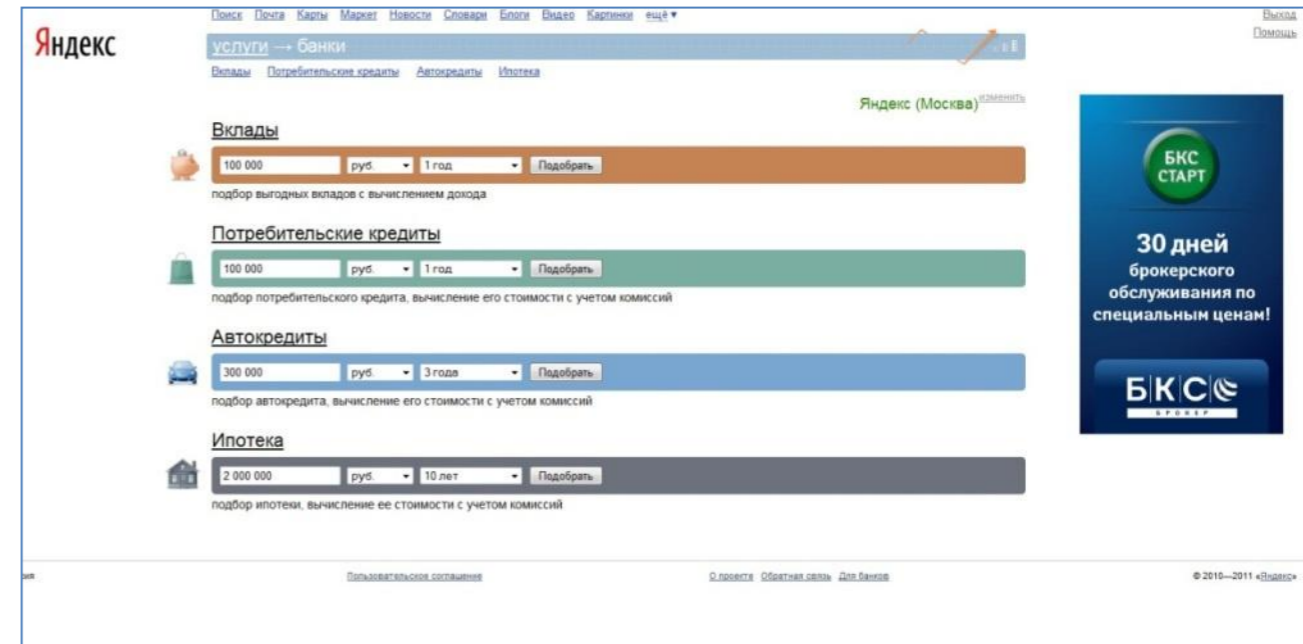 Поиск Почта Карты Маркет Новости Словари Блоги Видео Картинки ещё ▼
Выход
Помощь
Яндекс
услуги → банки
Вклады Потребительские кредиты Автокредиты Ипотека
Яндекс (Москва) изменить
Вклады
100 000 руб. 1 год Подобрать
подбор выгодных вкладов с вычислением дохода
Потребительские кредиты
100 000 руб. 1 год Подобрать
подбор потребительского кредита, вычисление его стоимости с учетом комиссий
Автокредиты
300 000 руб. 3 года Подобрать
подбор автокредита, вычисление его стоимости с учетом комиссий
Ипотека
2 000 000 руб. 10 лет Подобрать
подбор ипотеки, вычисление ее стоимости с учетом комиссий
БКС
СТАРТ
30 дней
брокерского
обслуживания по
специальным ценам!
БКС
БРОКЕР
Пользовательское соглашение О проекте Обратная связь Для банков © 2010—2011 «Яндекс»